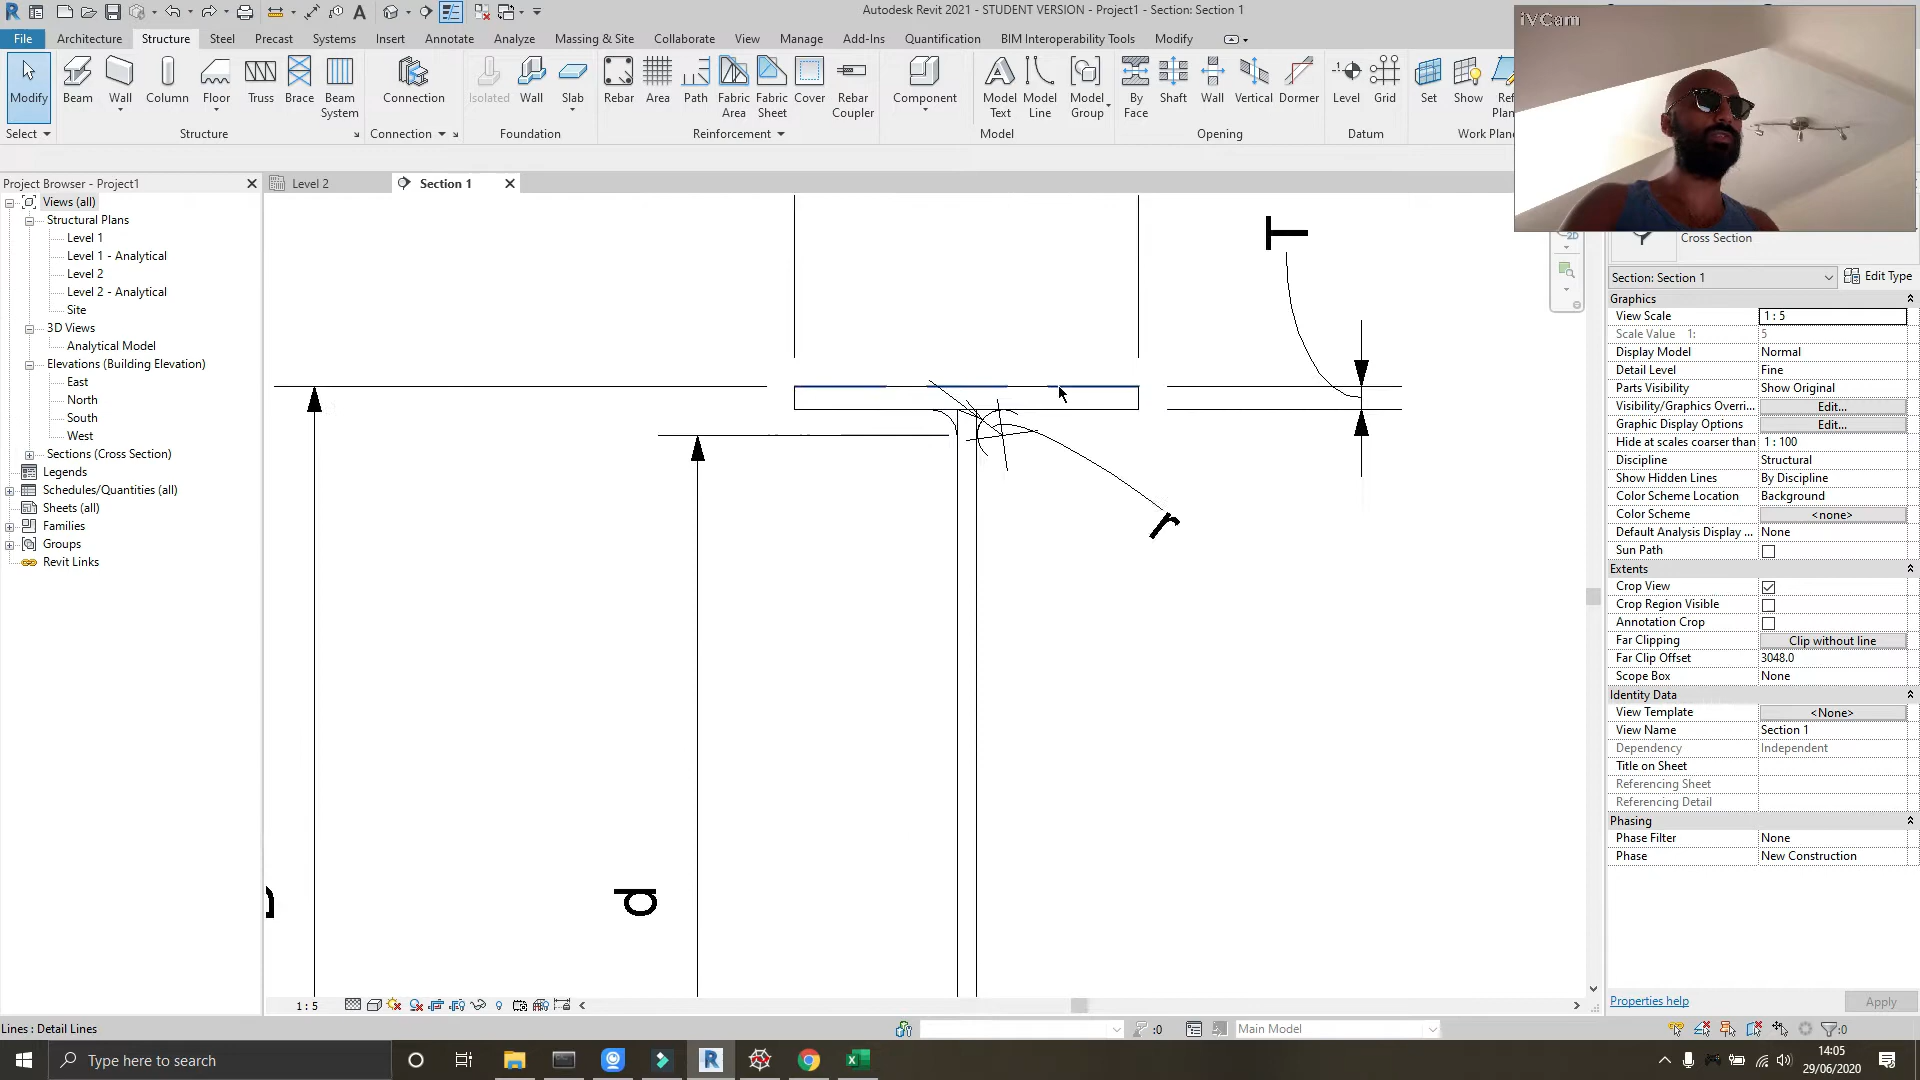 Autodesk Revit 2021 - STUDENT VERSION - Project1 - Section: Section 1
iVCam
File Architecture Structure Steel Precast Systems Insert Annotate Analyze Massing & Site Collaborate View Manage Add-Ins Quantification BIM Interoperability Tools Modify
Modify Beam Wall Column Floor Truss Brace Beam System Connection Isolated Wall Slab Rebar Area Path Fabric Area Fabric Sheet Cover Rebar Coupler Component Model Text Model Line Model Group By Face Shaft Wall Vertical Dormer Level Grid Set Show
Select Structure Connection Foundation Reinforcement Model Opening Datum Work Plan
Project Browser - Project1
Level 2
Section 1
Views (all)
Structural Plans
Level 1
Level 1 - Analytical
Level 2
Level 2 - Analytical
Site
3D Views
Analytical Model
Elevations (Building Elevation)
East
North
South
West
Sections (Cross Section)
Legends
Schedules/Quantities (all)
Sheets (all)
Families
Groups
Revit Links
T
r
d
Cross Section
Section: Section 1
Edit Type
Graphics
View Scale 1 : 5
Scale Value 1: 5
Display Model Normal
Detail Level Fine
Parts Visibility Show Original
Visibility/Graphics Overri... Edit...
Graphic Display Options Edit...
Hide at scales coarser than 1 : 100
Discipline Structural
Show Hidden Lines By Discipline
Color Scheme Location Background
Color Scheme <none>
Default Analysis Display ... None
Sun Path
Extents
Crop View
Crop Region Visible
Annotation Crop
Far Clipping Clip without line
Far Clip Offset 3048.0
Scope Box None
Identity Data
View Template <None>
View Name Section 1
Dependency Independent
Title on Sheet
Referencing Sheet
Referencing Detail
Phasing
Phase Filter None
Phase New Construction
Properties help
Apply
1 : 5
Lines : Detail Lines
:0
Main Model
:0
Type here to search
14:05
29/06/2020